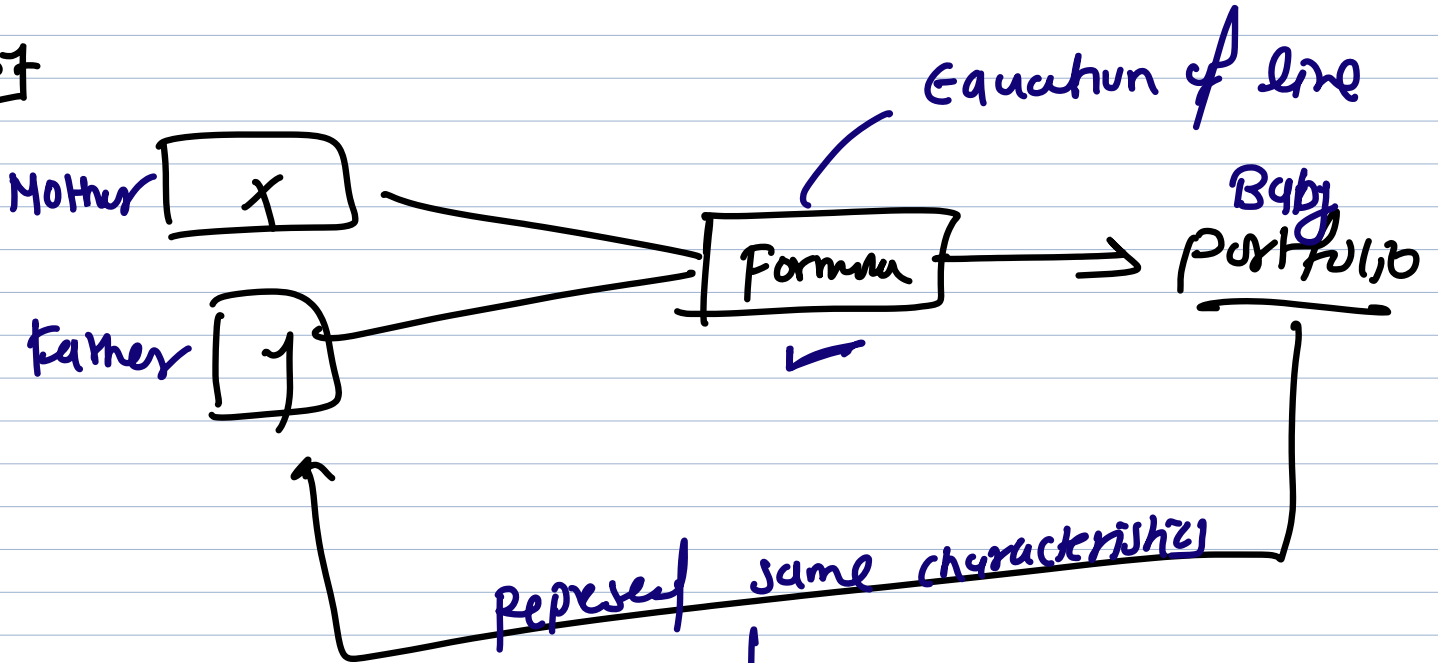 Equation of line
Mother
X
Baby
Formula
Portfolio
Father
y
Represent same characteristics